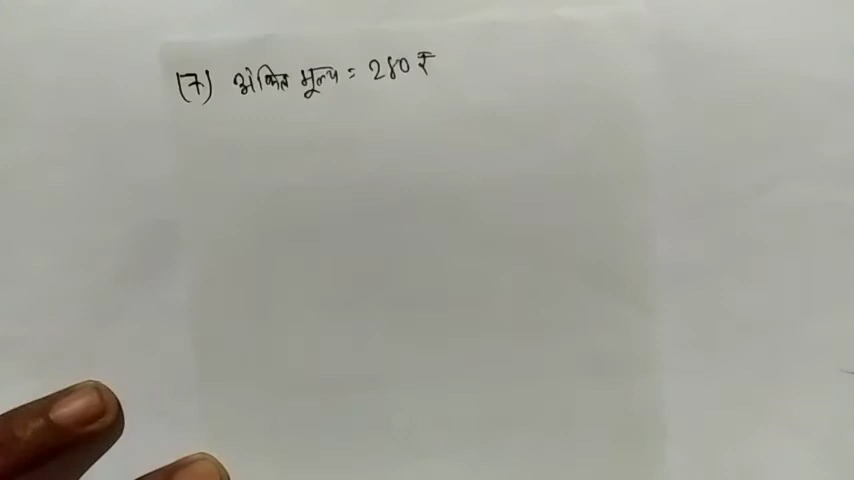 (7) अंकित मूल्य = 280 ₹